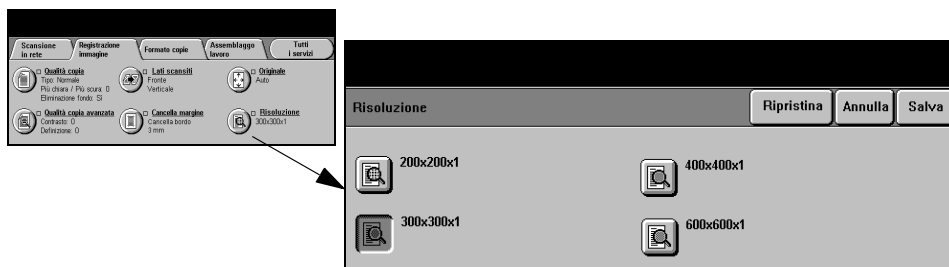 Scansione in rete
Registrazione immagine
Formato copie
Assemblaggo lavoro
Tutti i servizi
Qualità copia
Tipo: Normale
Più chiara / Più scura: 0
Eliminazione fondo: Sì
Lati scansiti
Fronte
Verticale
Originale
Auto
Qualità copia avanzata
Contrasto: 0
Definizione: 0
Cancella margine
Cancella bordo
3 mm
Risoluzione
300x300x1
Risoluzione
Ripristina
Annulla
Salva
200x200x1
400x400x1
300x300x1
600x600x1